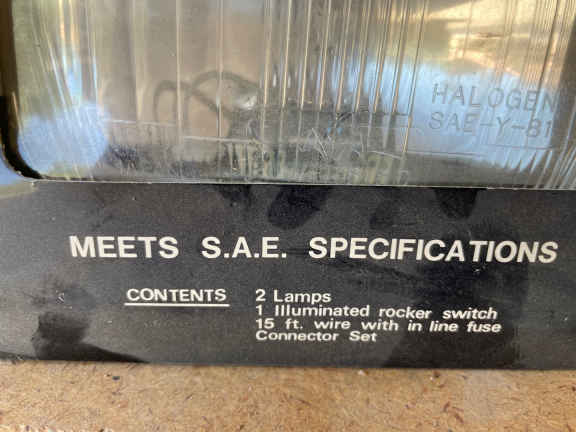 HALOGEN
SAE-Y-81
MEETS S.A.E. SPECIFICATIONS
CONTENTS 2 Lamps
1 Illuminated rocker switch
15 ft. wire with in line fuse
Connector Set